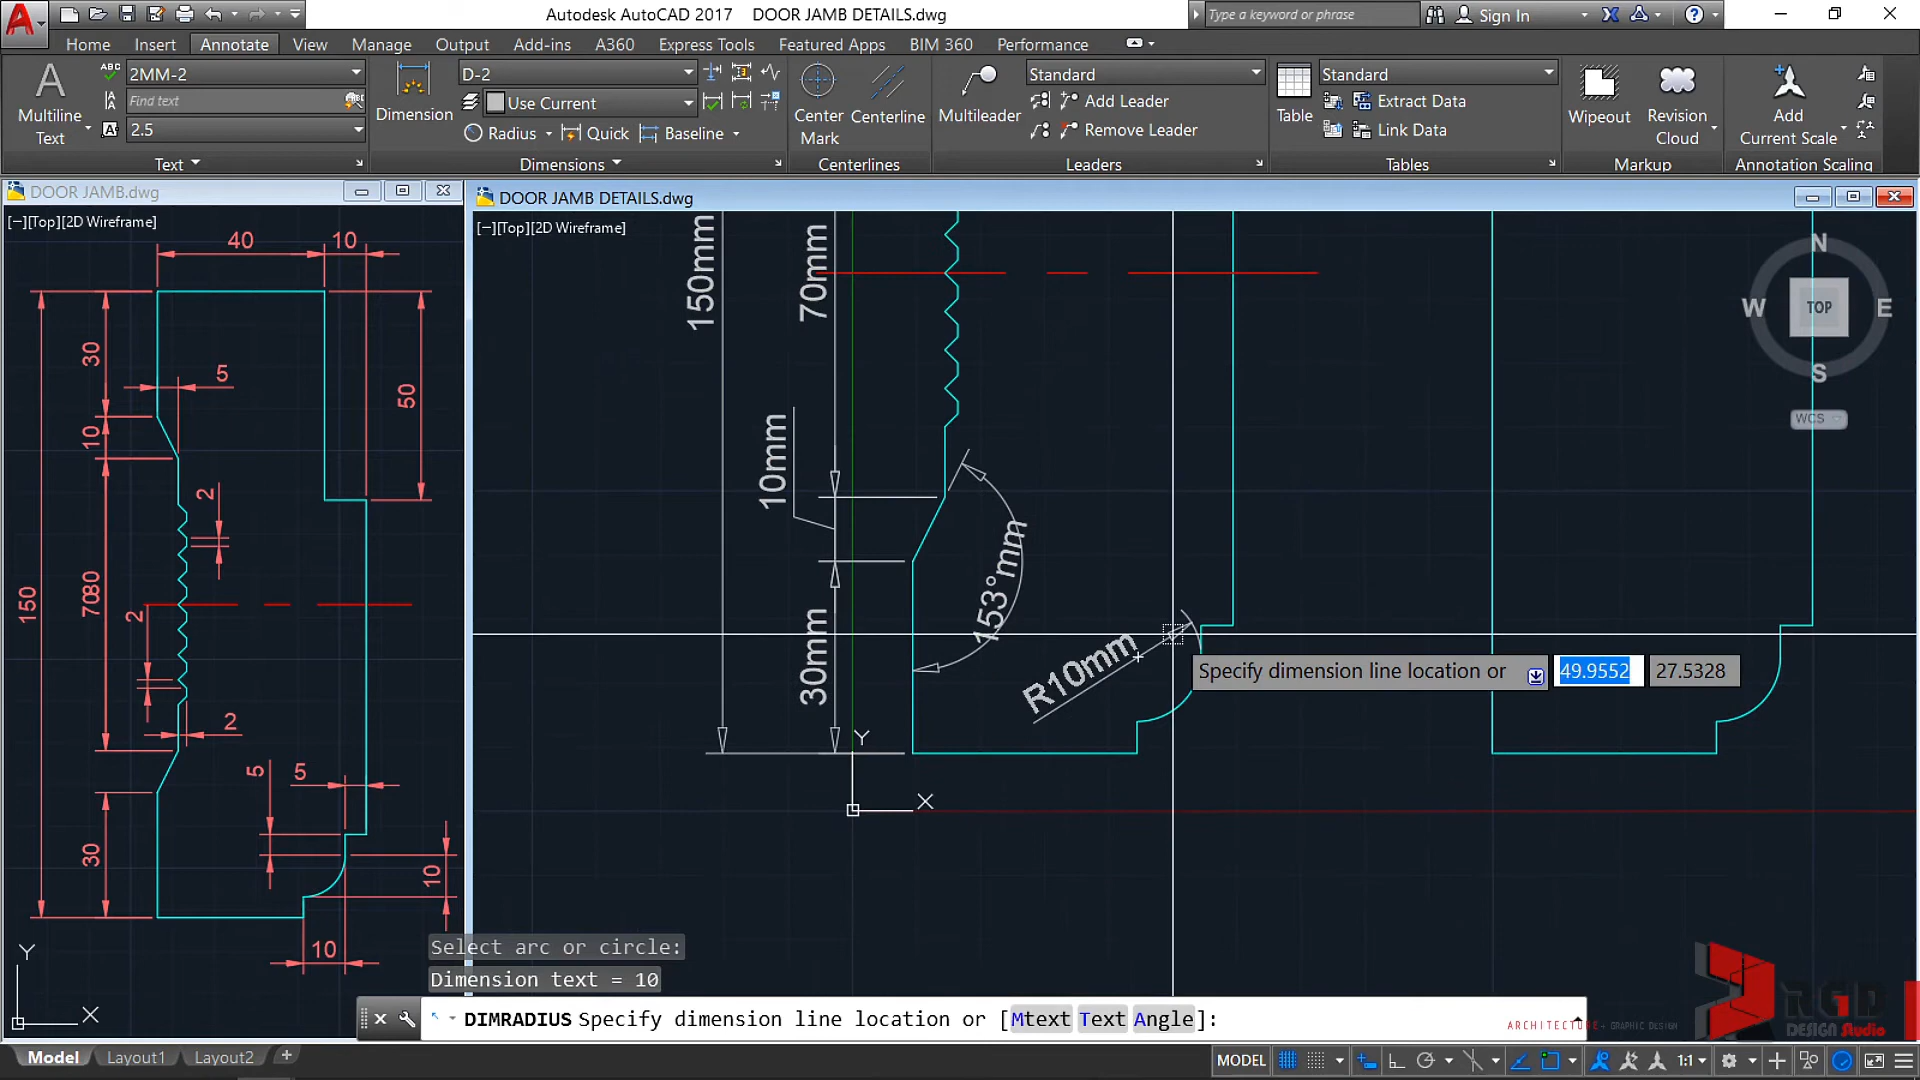 Autodesk AutoCAD 2017 DOOR JAMB DETAILS.dwg
Type a keyword or phrase
Sign In
Home Insert Annotate View Manage Output Add-ins A360 Express Tools Featured Apps BIM 360 Performance
A
Multiline
Text
ABC
2MM-2
Find text
2.5
Text
Dimension
D-2
Use Current
Radius
Quick
Baseline
Dimensions
Center
Mark
Centerline
Centerlines
Multileader
Standard
Add Leader
Remove Leader
Leaders
Table
Standard
Extract Data
Link Data
Tables
Wipeout
Revision
Cloud
Markup
Add
Current Scale
Annotation Scaling
DOOR JAMB.dwg
[−][Top][2D Wireframe]
40
10
30
5
50
10
2
150
7080
2
2
5
5
30
10
10
Y
X
DOOR JAMB DETAILS.dwg
[−][Top][2D Wireframe]
150mm
70mm
10mm
153°mm
30mm
R10mm
Y
X
N
W
TOP
E
S
WCS
Specify dimension line location or
49.9552
27.5328
Select arc or circle:
Dimension text = 10
DIMRADIUS Specify dimension line location or [Mtext Text Angle]:
RGD
DESIGN Studio
ARCHITECTURE - GRAPHIC DESIGN
Model Layout1 Layout2 +
MODEL
1:1